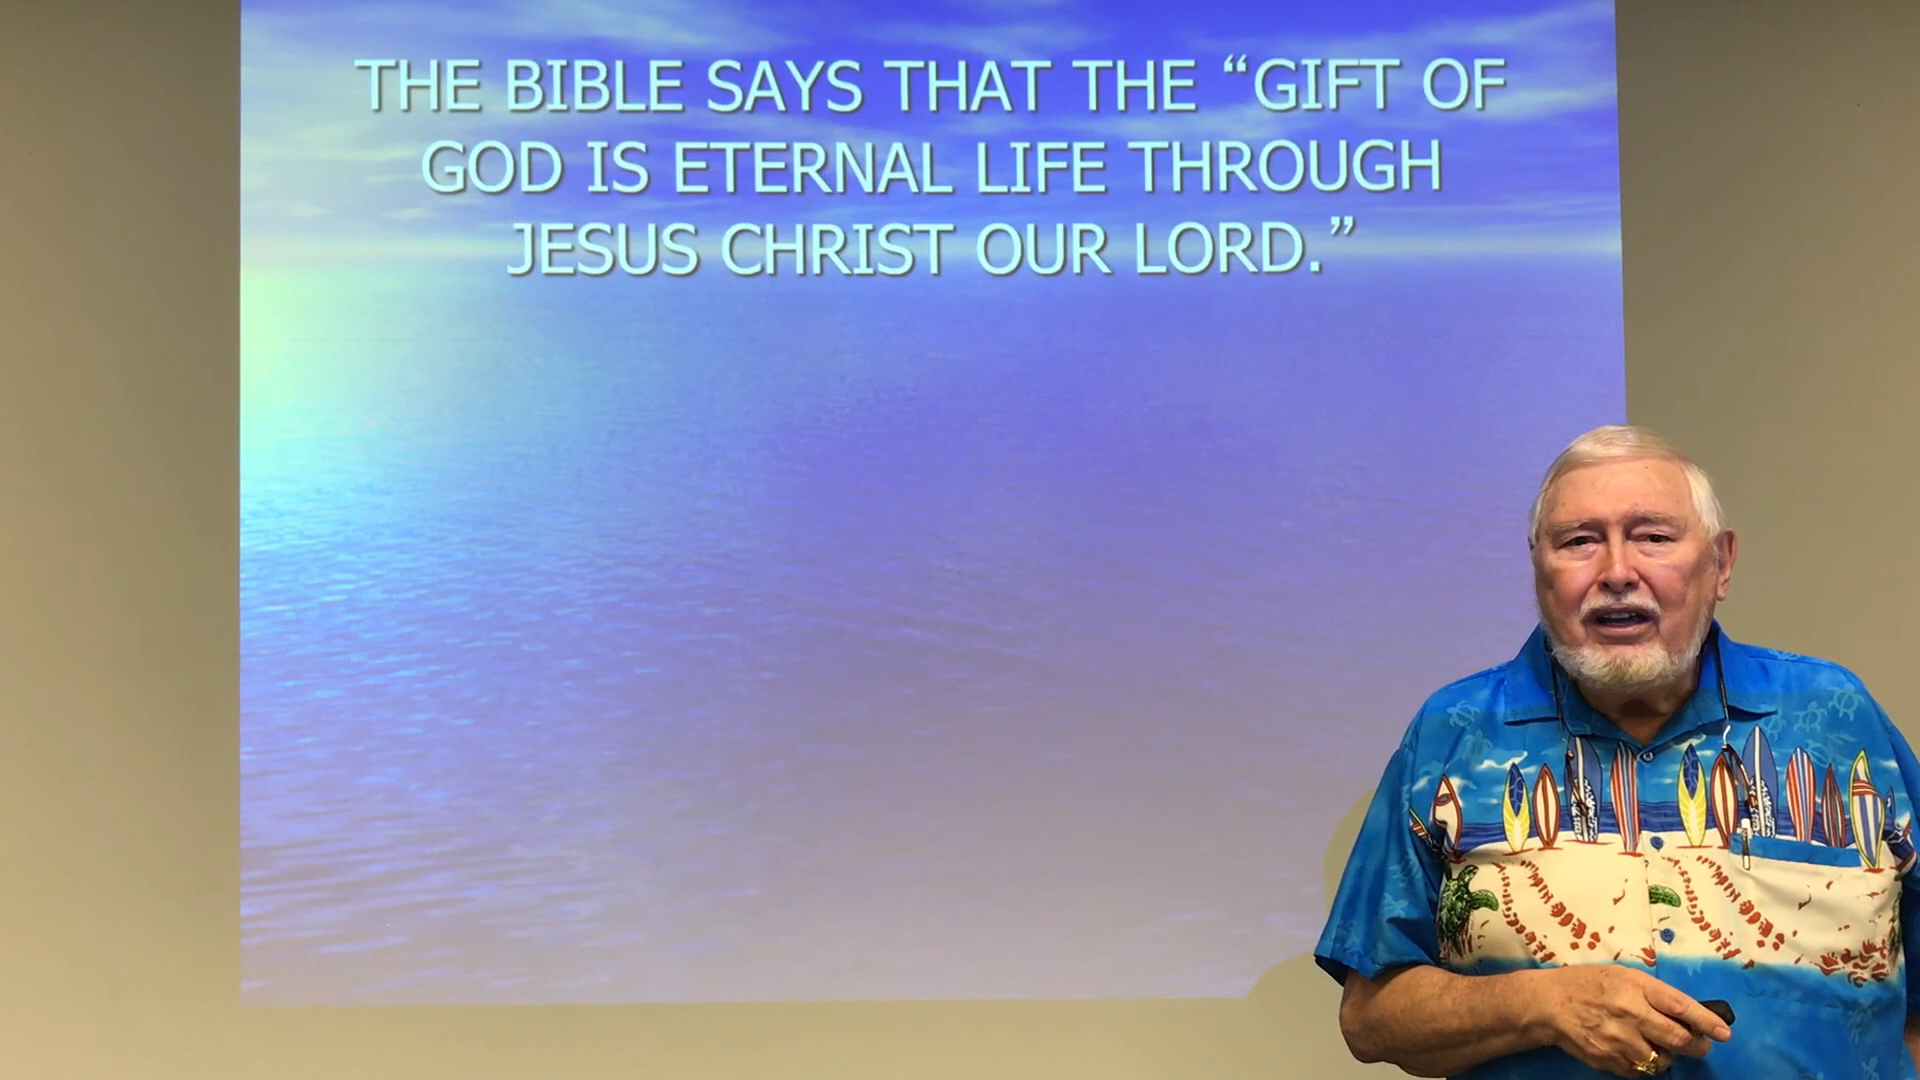 THE BIBLE SAYS THAT THE “GIFT OF
GOD IS ETERNAL LIFE THROUGH
JESUS CHRIST OUR LORD.”